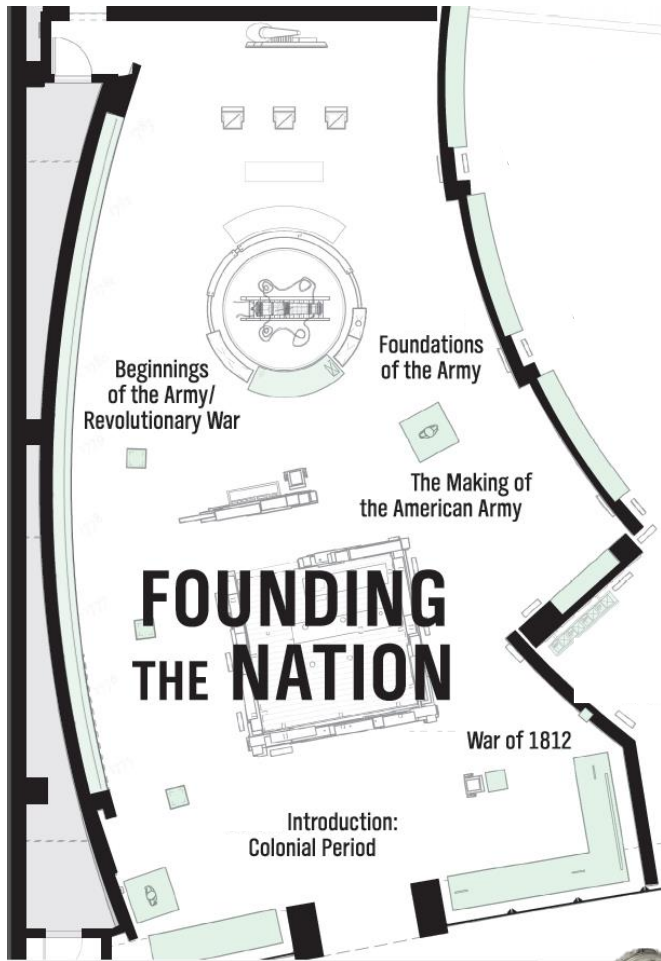 Beginnings
of the Army/
Revolutionary War
Foundations
of the Army
The Making of
the American Army
FOUNDING
THE NATION
War of 1812
Introduction:
Colonial Period